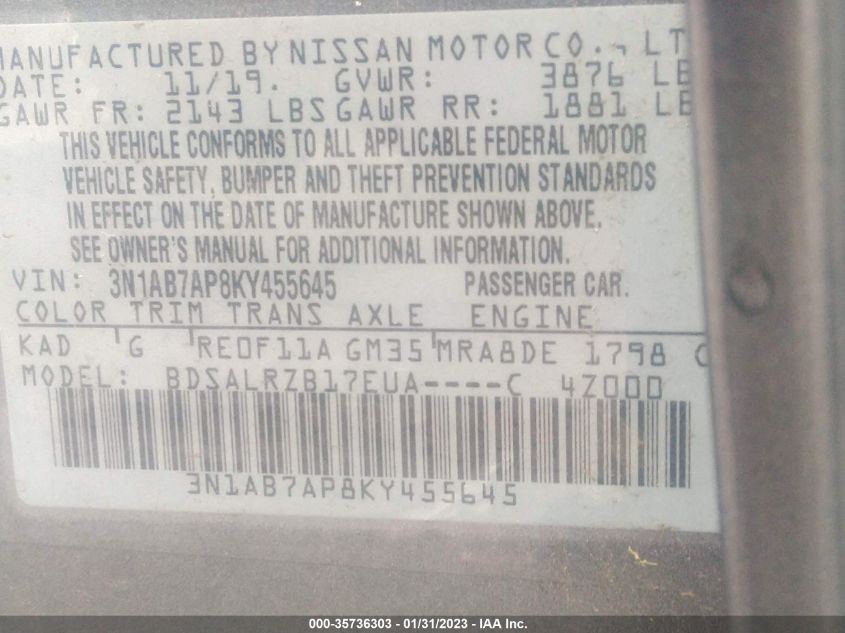 MANUFACTURED BY NISSAN MOTOR CO., LT
DATE: 11/19. GVWR: 3876 LB
GAWR FR: 2143 LBS GAWR RR: 1881 LB
THIS VEHICLE CONFORMS TO ALL APPLICABLE FEDERAL MOTOR
VEHICLE SAFETY, BUMPER AND THEFT PREVENTION STANDARDS
IN EFFECT ON THE DATE OF MANUFACTURE SHOWN ABOVE.
SEE OWNER'S MANUAL FOR ADDITIONAL INFORMATION.
VIN: 3N1AB7AP8KY455645 PASSENGER CAR.
COLOR TRIM TRANS AXLE ENGINE
KAD G RE0F11A GM35 MRA8DE 1798 C
MODEL: BDSALRZB17EUA----C 4Z000
3N1AB7AP8KY455645
000-35736303 - 01/31/2023 - IAA Inc.